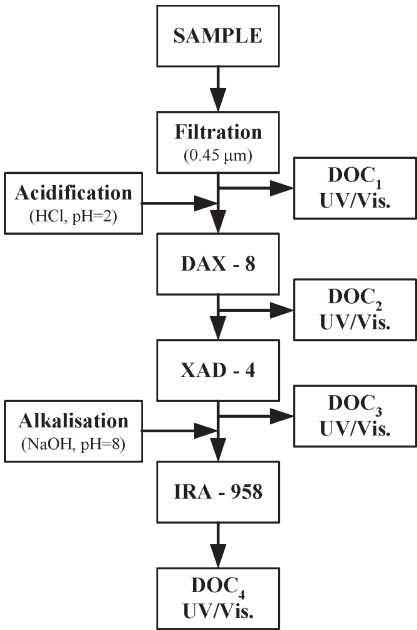 SAMPLE
Filtration
(0.45 µm)
DOC₁
UV/Vis.
Acidification
(HCl, pH=2)
DAX - 8
DOC₂
UV/Vis.
XAD - 4
DOC₃
UV/Vis.
Alkalisation
(NaOH, pH=8)
IRA - 958
DOC₄
UV/Vis.